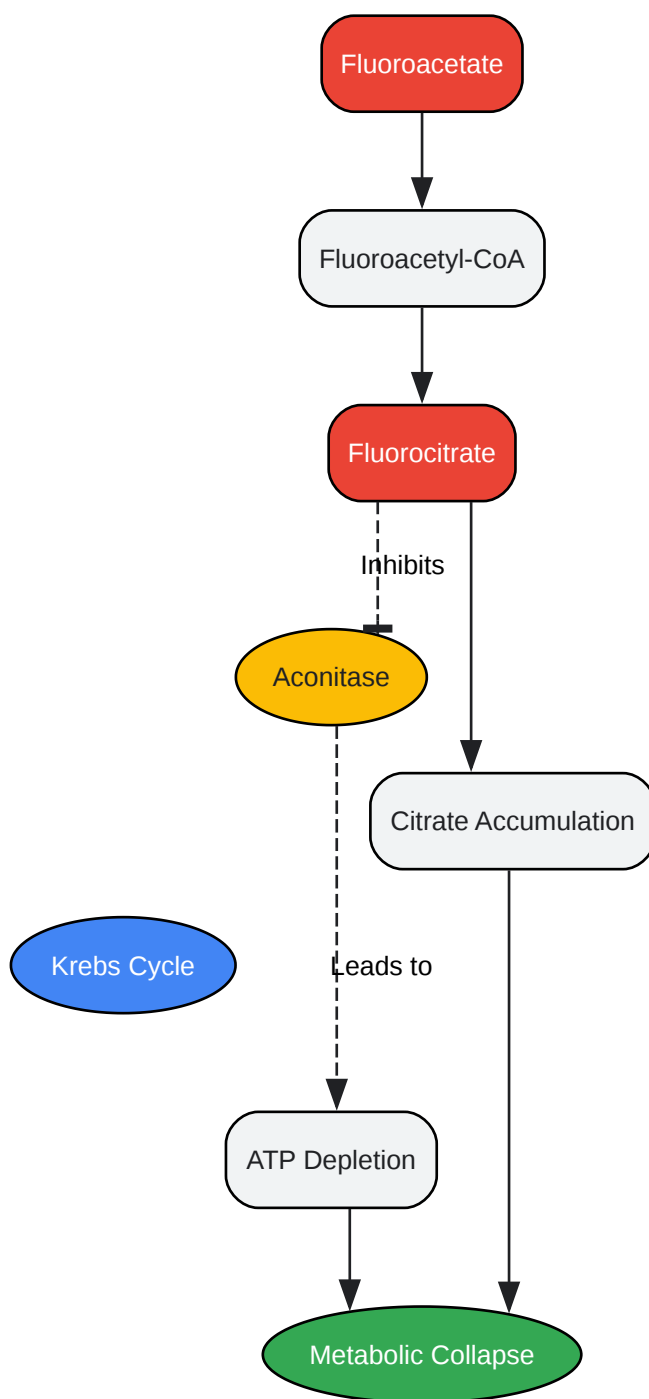 Fluoroacetate
Fluoroacetyl-CoA
Fluorocitrate
Inhibits
Aconitase
Citrate Accumulation
Krebs Cycle
Leads to
ATP Depletion
Metabolic Collapse